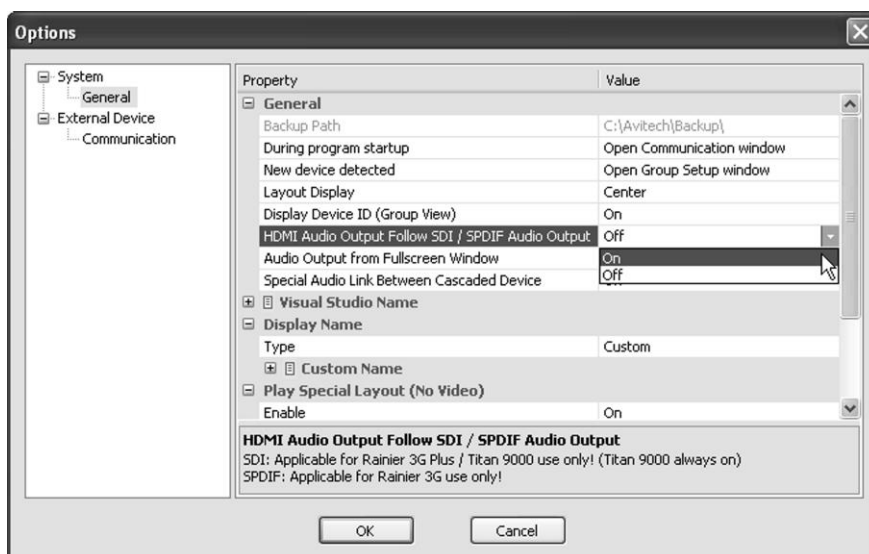 Options
System
General
External Device
Communication
Property Value
General
Backup Path C:\Avitech\Backup\
During program startup Open Communication window
New device detected Open Group Setup window
Layout Display Center
Display Device ID (Group View) On
HDMI Audio Output Follow SDI / SPDIF Audio Output Off
Audio Output from Fullscreen Window On
Special Audio Link Between Cascaded Device Off
Visual Studio Name
Display Name
Type Custom
Custom Name
Play Special Layout (No Video)
Enable On
HDMI Audio Output Follow SDI / SPDIF Audio Output
SDI: Applicable for Rainier 3G Plus / Titan 9000 use only! (Titan 9000 always on)
SPDIF: Applicable for Rainier 3G use only!
OK Cancel